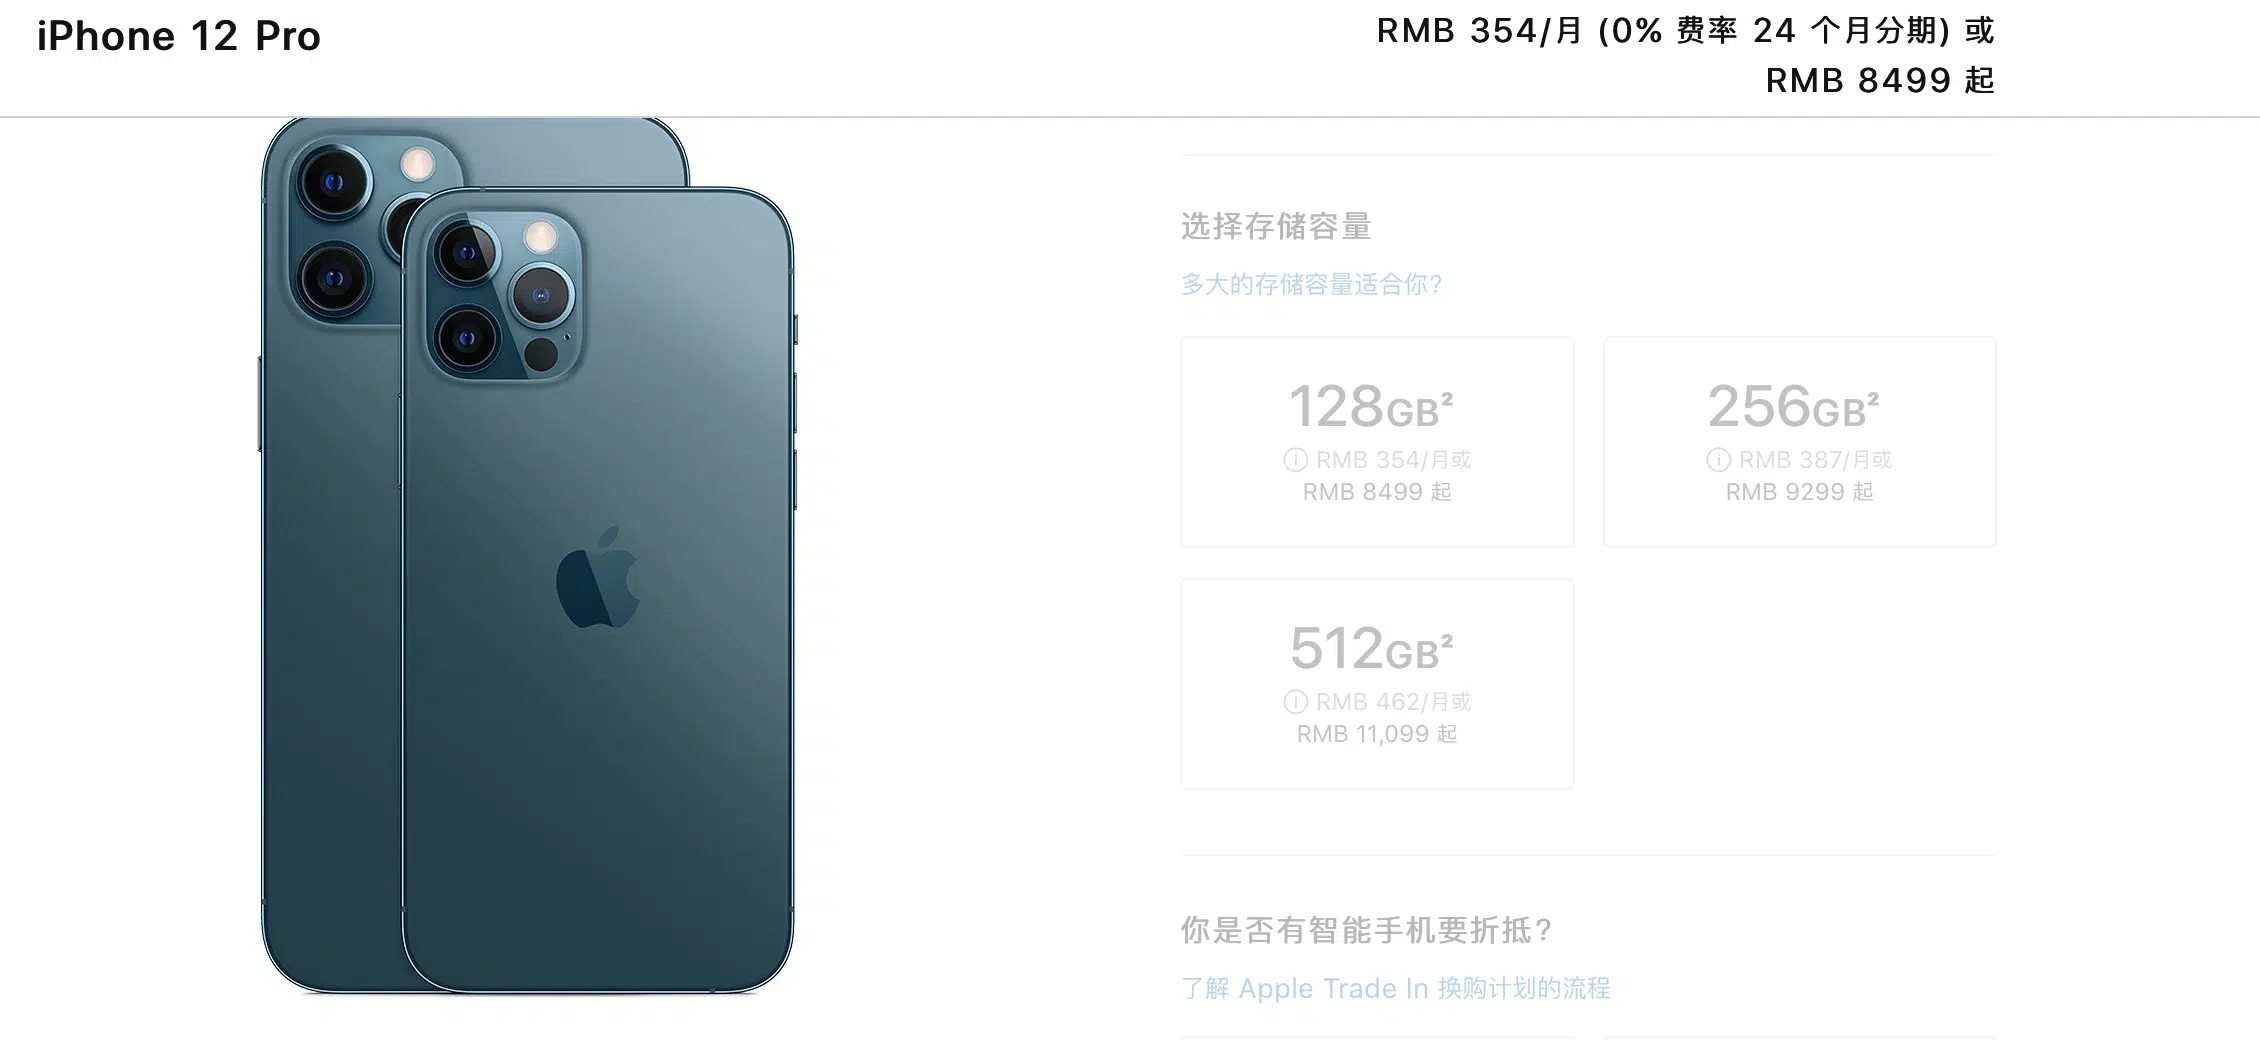 iPhone 12 Pro
RMB 354/月 (0% 费率 24 个月分期) 或
RMB 8499 起
选择存储容量
多大的存储容量适合你?
128GB²
RMB 354/月或
RMB 8499 起
256GB²
RMB 387/月或
RMB 9299 起
512GB²
RMB 462/月或
RMB 11,099 起
你是否有智能手机要折抵?
了解 Apple Trade In 换购计划的流程